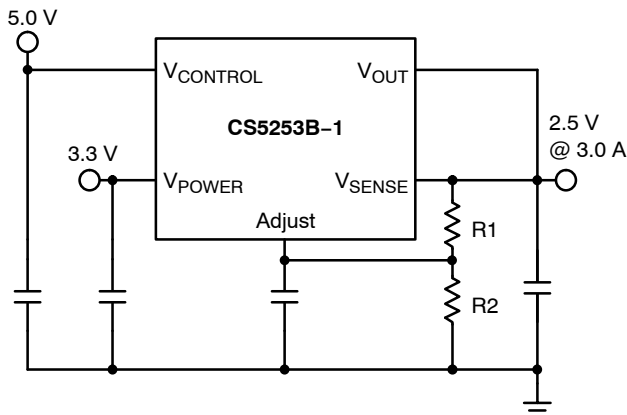 5.0 V
VCONTROL
VOUT
CS5253B−1
2.5 V
@ 3.0 A
3.3 V
VPOWER
VSENSE
Adjust
R1
R2